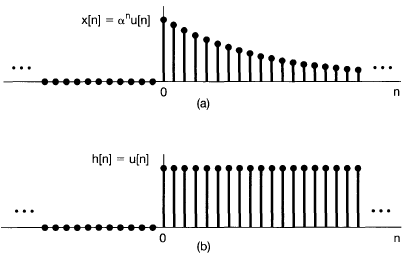 x[n] = αⁿu[n]
... ...
0 n
(a)
h[n] = u[n]
... ...
0 n
(b)